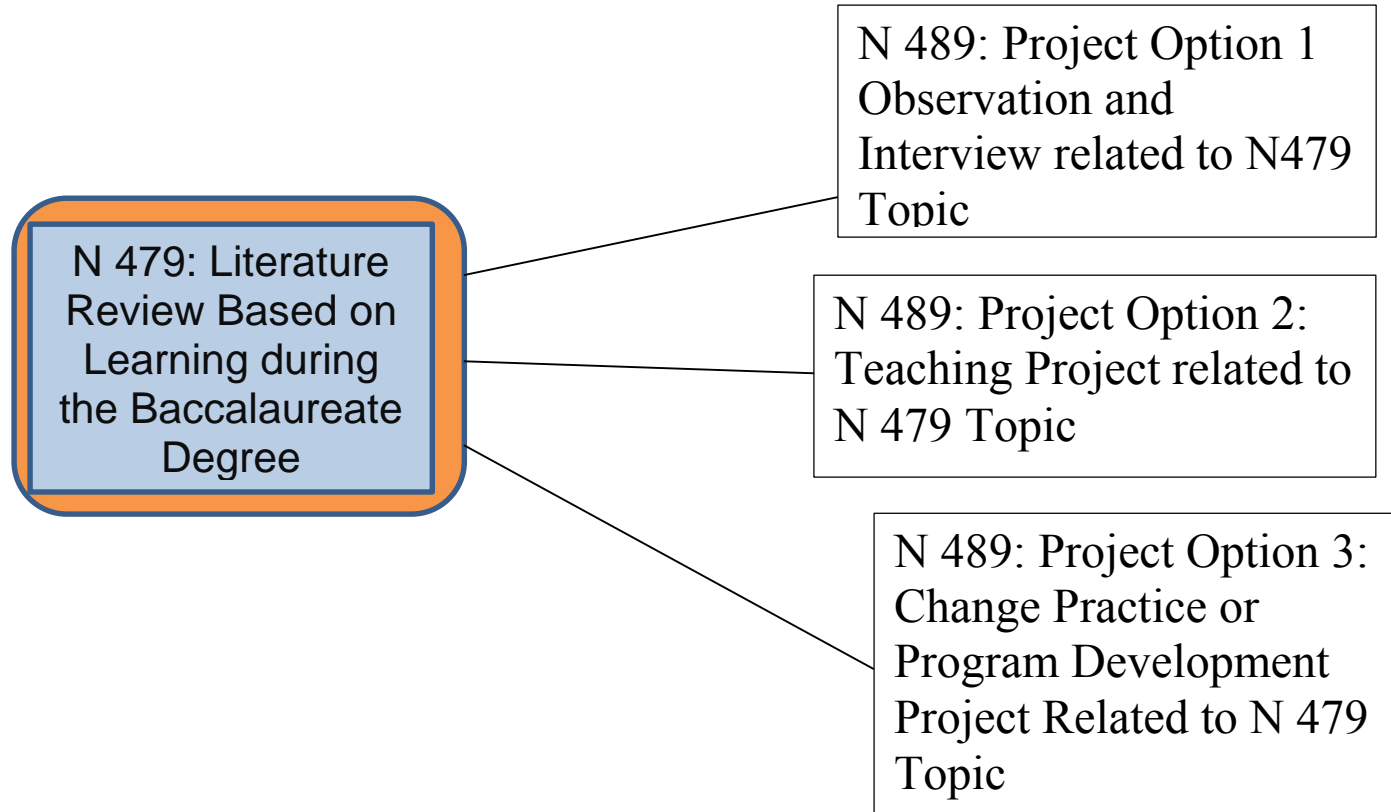 N 479: Literature
Review Based on
Learning during
the Baccalaureate
Degree
N 489: Project Option 1
Observation and
Interview related to N479
Topic
N 489: Project Option 2:
Teaching Project related to
N 479 Topic
N 489: Project Option 3:
Change Practice or
Program Development
Project Related to N 479
Topic